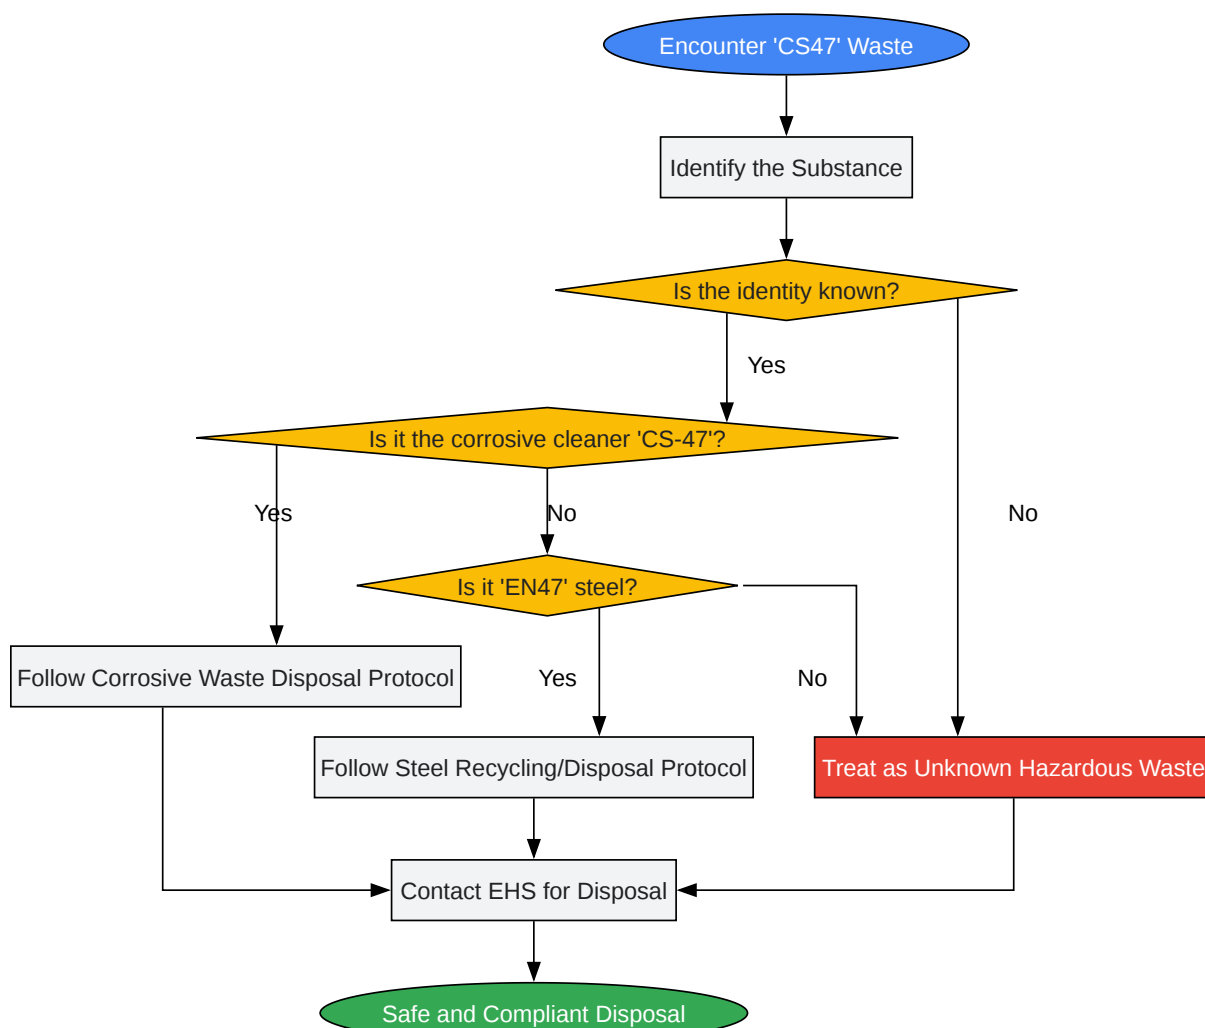 Encounter 'CS47' Waste
Identify the Substance
Is the identity known?
Yes
Is it the corrosive cleaner 'CS-47'?
Yes
No
No
Is it 'EN47' steel?
Follow Corrosive Waste Disposal Protocol
Yes
No
Follow Steel Recycling/Disposal Protocol
Treat as Unknown Hazardous Waste
Contact EHS for Disposal
Safe and Compliant Disposal